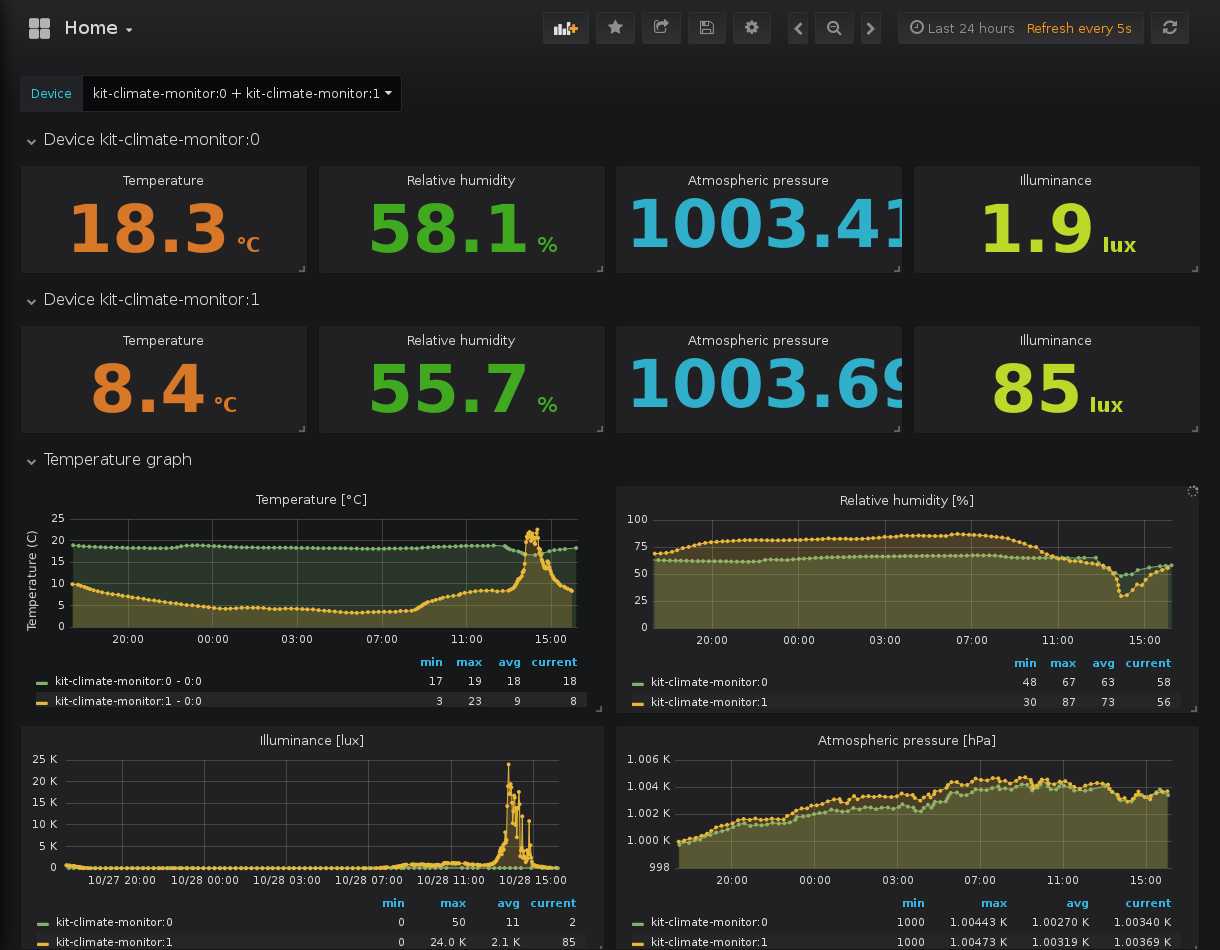 Home
Last 24 hours Refresh every 5s
Device kit-climate-monitor:0 + kit-climate-monitor:1
Device kit-climate-monitor:0
Temperature Relative humidity Atmospheric pressure Illuminance
18.3 °C 58.1 % 1003.41 1.9 lux
Device kit-climate-monitor:1
Temperature Relative humidity Atmospheric pressure Illuminance
8.4 °C 55.7 % 1003.69 85 lux
Temperature graph
Temperature [°C]
Temperature (C)
25
20
15
10
5
0
20:00 00:00 03:00 07:00 11:00 15:00
min max avg current
kit-climate-monitor:0 - 0:0 17 19 18 18
kit-climate-monitor:1 - 0:0 3 23 9 8
Relative humidity [%]
100
75
50
25
0
20:00 00:00 03:00 07:00 11:00 15:00
min max avg current
kit-climate-monitor:0 48 67 63 58
kit-climate-monitor:1 30 87 73 56
Illuminance [lux]
25 K
20 K
15 K
10 K
5 K
0
10/27 20:00 10/28 00:00 10/28 03:00 10/28 07:00 10/28 11:00 10/28 15:00
min max avg current
kit-climate-monitor:0 0 50 11 2
kit-climate-monitor:1 0 24.0 K 2.1 K 85
Atmospheric pressure [hPa]
1.006 K
1.004 K
1.002 K
1.000 K
998
20:00 00:00 03:00 07:00 11:00 15:00
min max avg current
kit-climate-monitor:0 1000 1.00443 K 1.00270 K 1.00340 K
kit-climate-monitor:1 1000 1.00473 K 1.00319 K 1.00369 K